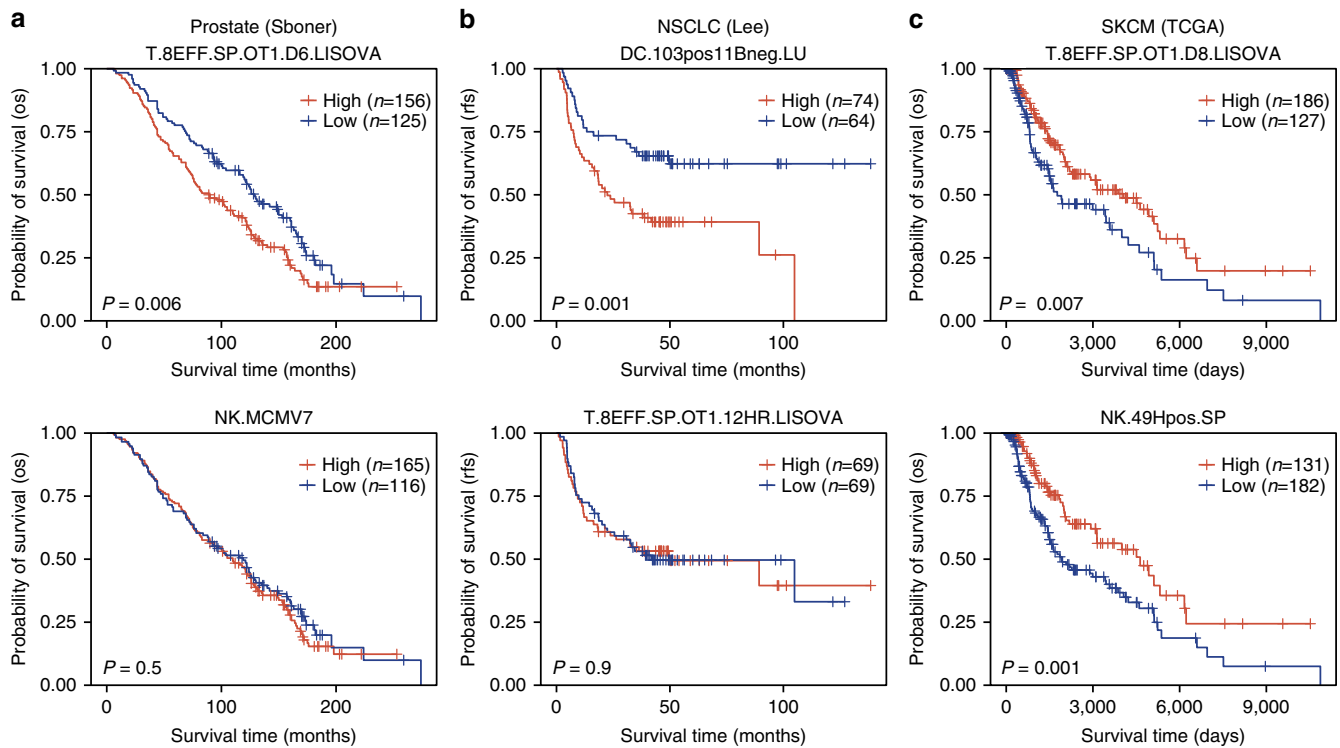 a
Prostate (Sboner)
T.8EFF.SP.OT1.D6.LISOVA
Probability of survival (os)
1.00
0.75
0.50
0.25
0.00
High (n=156)
Low (n=125)
P = 0.006
0 100 200
Survival time (months)
b
NSCLC (Lee)
DC.103pos11Bneg.LU
Probability of survival (rfs)
1.00
0.75
0.50
0.25
0.00
High (n=74)
Low (n=64)
P = 0.001
0 100
Survival time (months)
c
SKCM (TCGA)
T.8EFF.SP.OT1.D8.LISOVA
Probability of survival (os)
1.00
0.75
0.50
0.25
0.00
High (n=186)
Low (n=127)
P = 0.007
0 3,000 6,000 9,000
Survival time (days)
NK.MCMV7
Probability of survival (os)
1.00
0.75
0.50
0.25
0.00
High (n=165)
Low (n=116)
P = 0.5
0 100 200
Survival time (months)
T.8EFF.SP.OT1.12HR.LISOVA
Probability of survival (rfs)
1.00
0.75
0.50
0.25
0.00
High (n=69)
Low (n=69)
P = 0.9
0 100
Survival time (months)
NK.49Hpos.SP
Probability of survival (os)
1.00
0.75
0.50
0.25
0.00
High (n=131)
Low (n=182)
P = 0.001
0 3,000 6,000 9,000
Survival time (days)